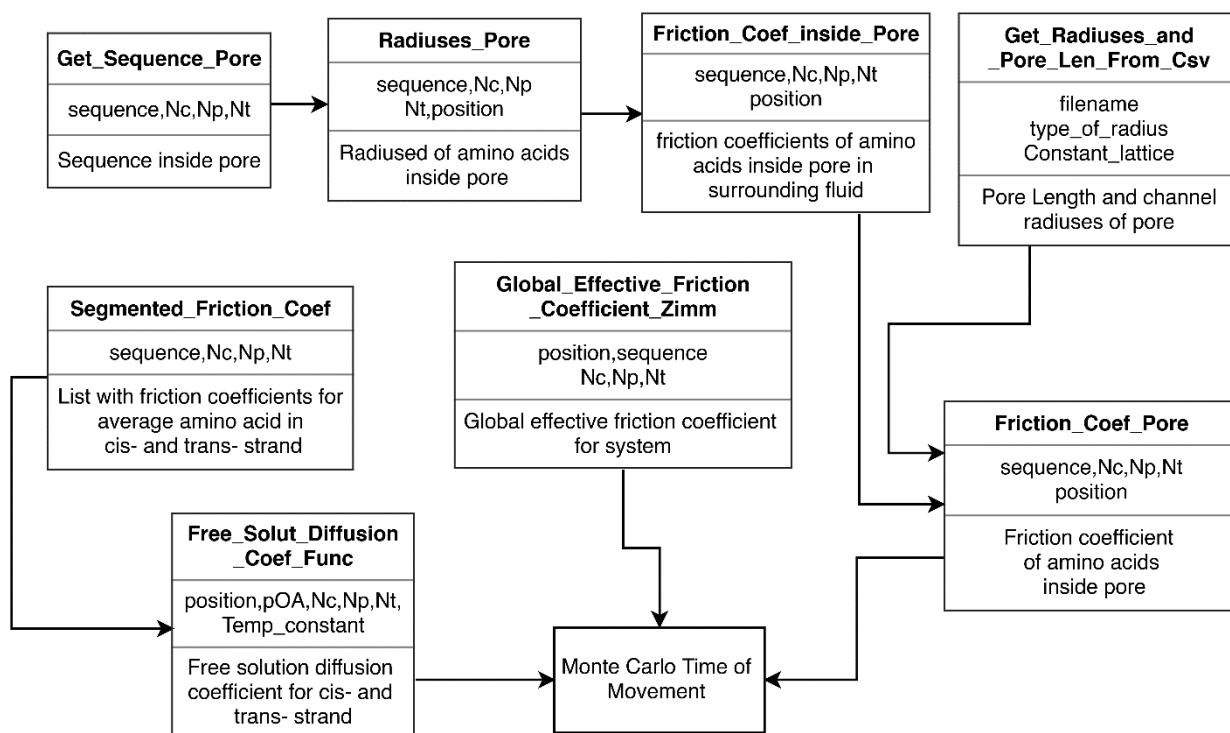 Get_Sequence_Pore
sequence,Nc,Np,Nt
Sequence inside pore
Radiuses_Pore
sequence,Nc,Np
Nt,position
Radiused of amino acids
inside pore
Friction_Coef_inside_Pore
sequence,Nc,Np,Nt
position
friction coefficients of amino
acids inside pore in
surrounding fluid
Get_Radiuses_and
_Pore_Len_From_Csv
filename
type_of_radius
Constant_lattice
Pore Length and channel
radiuses of pore
Segmented_Friction_Coef
sequence,Nc,Np,Nt
List with friction coefficients for
average amino acid in
cis- and trans- strand
Global_Effective_Friction
_Coefficient_Zimm
position,sequence
Nc,Np,Nt
Global effective friction coefficient
for system
Friction_Coef_Pore
sequence,Nc,Np,Nt
position
Friction coefficient
of amino acids
inside pore
Free_Solut_Diffusion
_Coef_Func
position,pOA,Nc,Np,Nt,
Temp_constant
Free solution diffusion
coefficient for cis- and
trans- strand
Monte Carlo Time of
Movement